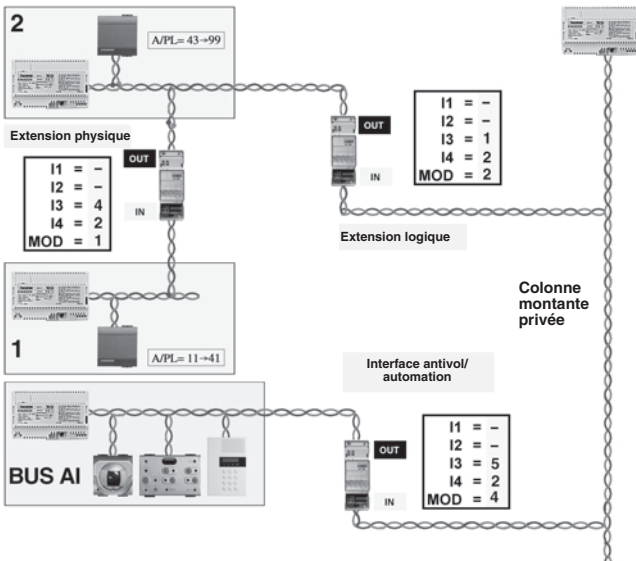 2
A/PL= 43→99
Extension physique
OUT
IN
I1 = –
I2 = –
I3 = 4
I4 = 2
MOD = 1
OUT
IN
I1 = –
I2 = –
I3 = 1
I4 = 2
MOD = 2
Extension logique
Colonne
montante
privée
1
A/PL= 11→41
Interface antivol/
automation
BUS AI
OUT
IN
I1 = –
I2 = –
I3 = 5
I4 = 2
MOD = 4